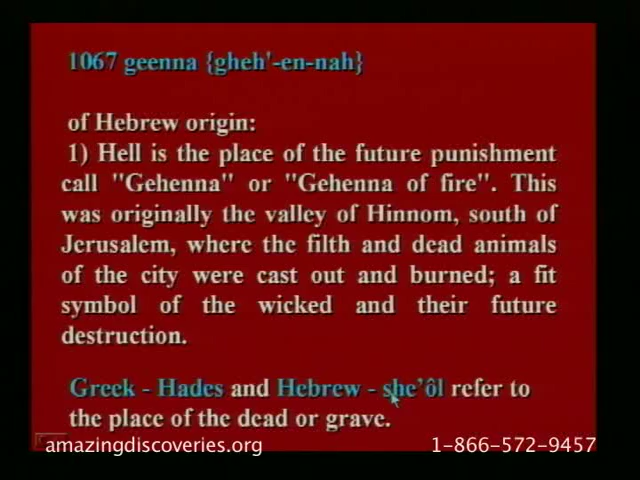 1067 geenna {gheh'-en-nah}
of Hebrew origin:
1) Hell is the place of the future punishment
call "Gehenna" or "Gehenna of fire". This
was originally the valley of Hinnom, south of
Jerusalem, where the filth and dead animals
of the city were cast out and burned; a fit
symbol of the wicked and their future
destruction.
Greek - Hades and Hebrew - she'ôl refer to
the place of the dead or grave.
amazingdiscoveries.org 1-866-572-9457